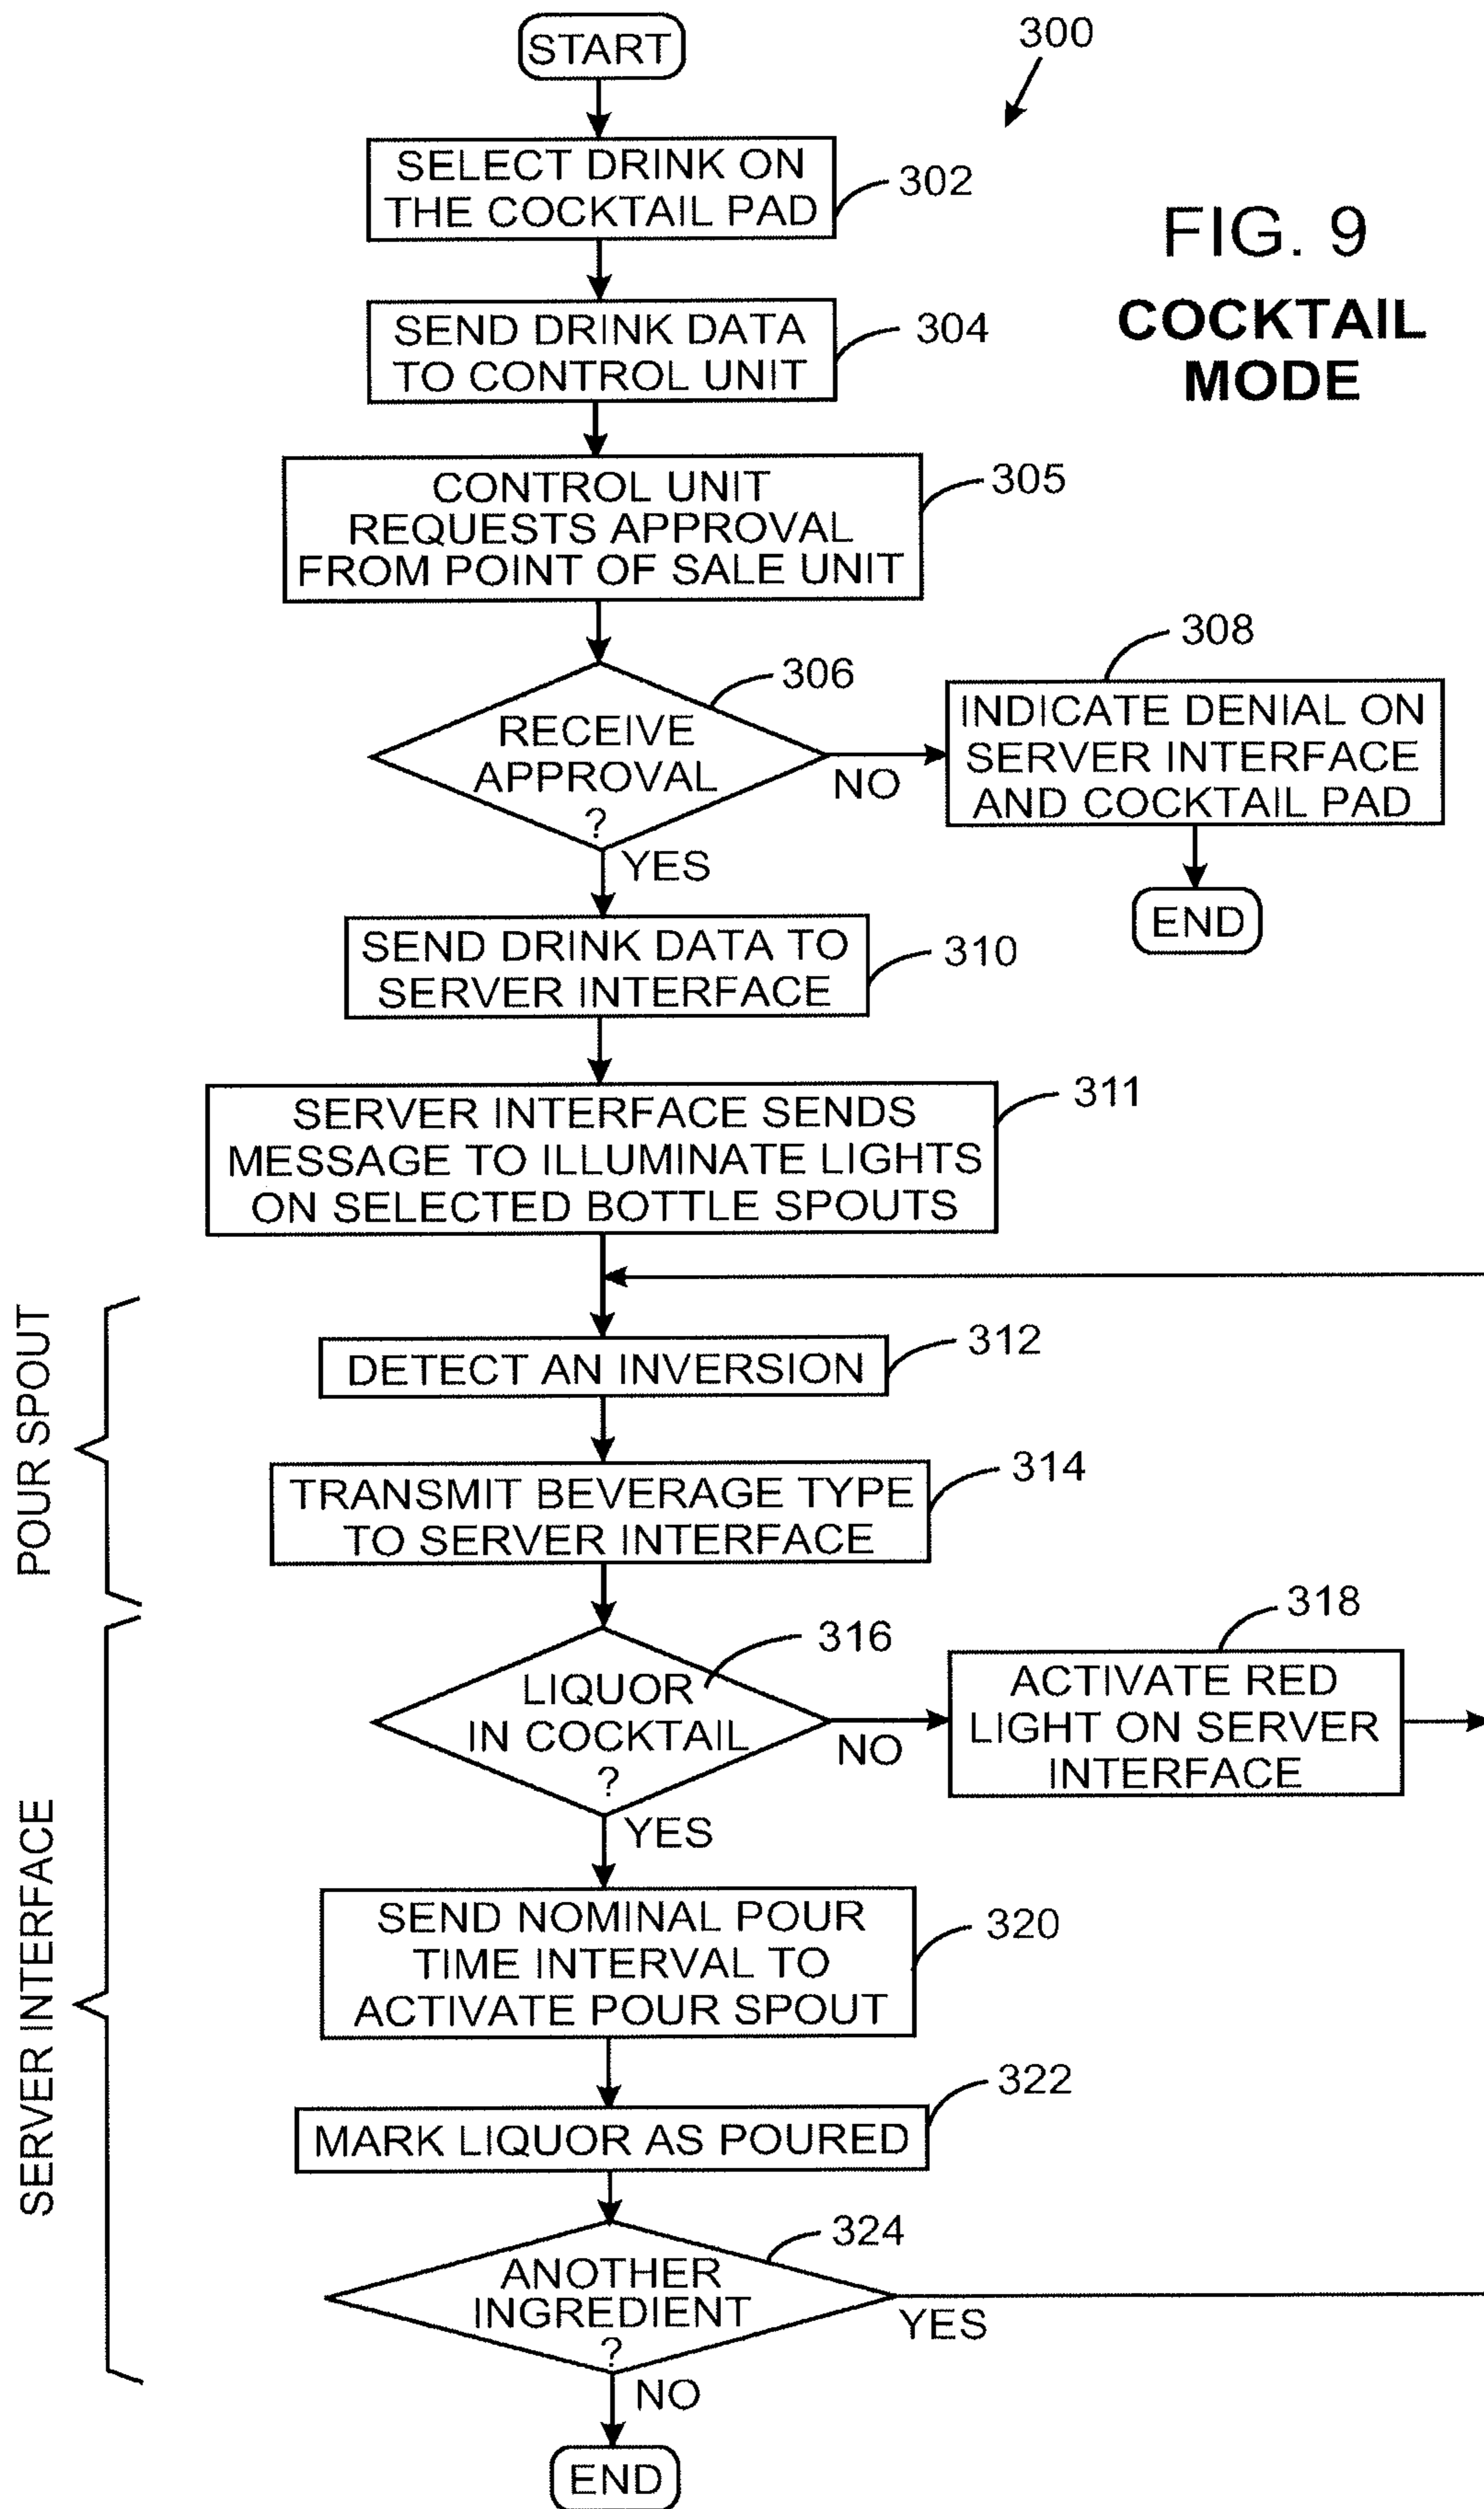 START
300
SELECT DRINK ON
THE COCKTAIL PAD
302
FIG. 9
COCKTAIL
MODE
SEND DRINK DATA
TO CONTROL UNIT
304
CONTROL UNIT
REQUESTS APPROVAL
FROM POINT OF SALE UNIT
305
RECEIVE
APPROVAL
?
306
NO
YES
INDICATE DENIAL ON
SERVER INTERFACE
AND COCKTAIL PAD
308
END
SEND DRINK DATA TO
SERVER INTERFACE
310
SERVER INTERFACE SENDS
MESSAGE TO ILLUMINATE LIGHTS
ON SELECTED BOTTLE SPOUTS
311
POUR SPOUT
DETECT AN INVERSION
312
TRANSMIT BEVERAGE TYPE
TO SERVER INTERFACE
314
SERVER INTERFACE
LIQUOR
IN COCKTAIL
?
316
NO
YES
ACTIVATE RED
LIGHT ON SERVER
INTERFACE
318
SEND NOMINAL POUR
TIME INTERVAL TO
ACTIVATE POUR SPOUT
320
MARK LIQUOR AS POURED
322
ANOTHER
INGREDIENT
?
324
YES
NO
END